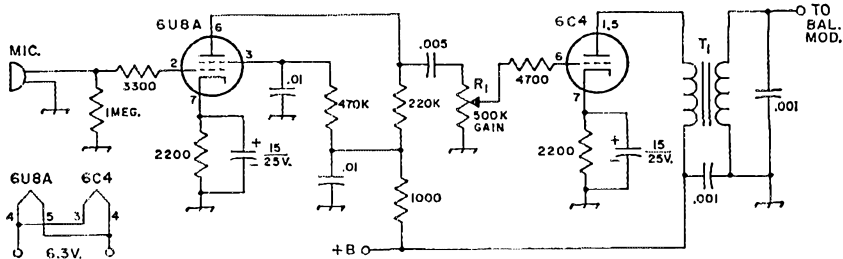 6U8A
6C4
TO
BAL.
MOD.
MIC.
3300
1 MEG.
2
6
3
7
.01
470K
220K
.005
R1
500K
GAIN
4700
6
1,5
7
T1
.001
2200
+
15
25V.
-
.01
1000
2200
+
15
25V.
-
.001
6U8A
6C4
4
5
3
4
6.3V.
+B